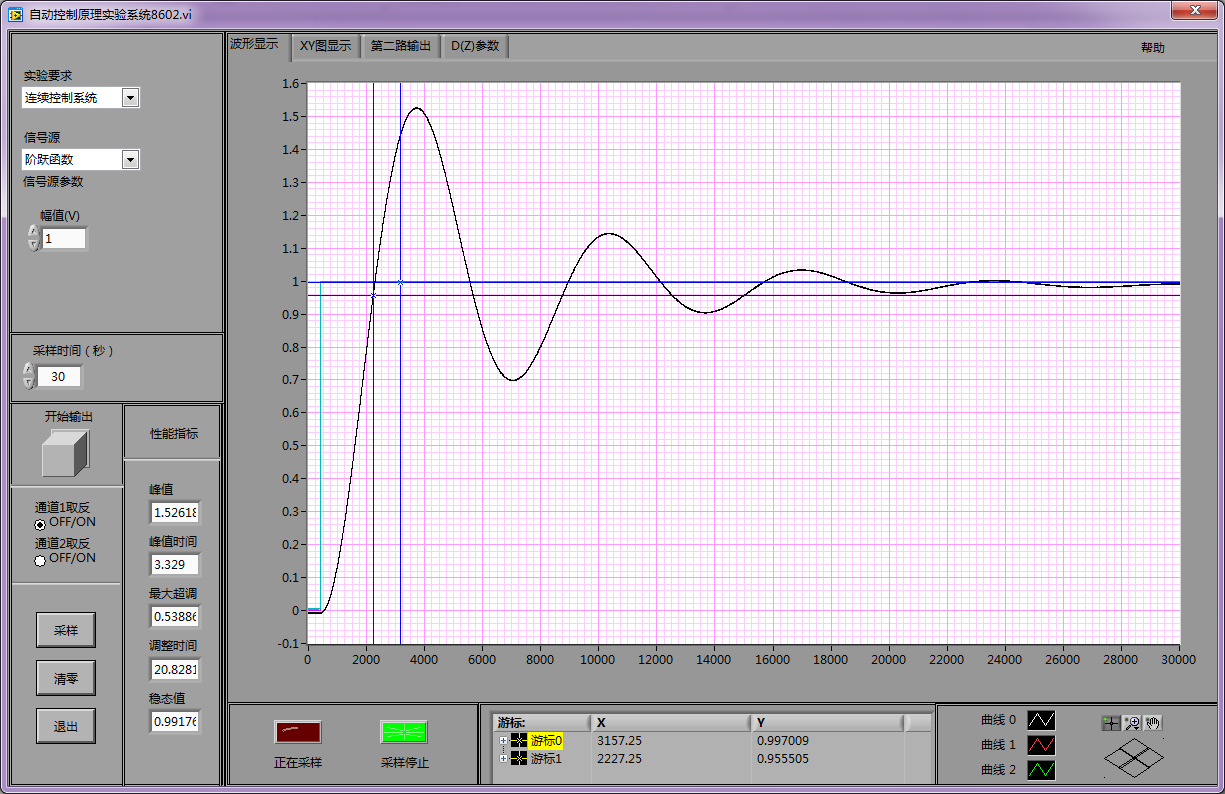 自动控制原理实验系统8602.vi
波形显示 XY图显示 第二路输出 D(Z)参数 帮助
实验要求
连续控制系统
信号源
阶跃函数
信号源参数
幅值(V)
1
采样时间（秒）
30
开始输出
通道1取反
OFF/ON
通道2取反
OFF/ON
采样
清零
退出
性能指标
峰值
1.52618
峰值时间
3.329
最大超调
0.53886
调整时间
20.8281
稳态值
0.99176
1.6
1.5
1.4
1.3
1.2
1.1
1
0.9
0.8
0.7
0.6
0.5
0.4
0.3
0.2
0.1
0
-0.1
0 2000 4000 6000 8000 10000 12000 14000 16000 18000 20000 22000 24000 26000 28000 30000
正在采样 采样停止
游标: X Y
游标0 3157.25 0.997009
游标1 2227.25 0.955505
曲线 0
曲线 1
曲线 2